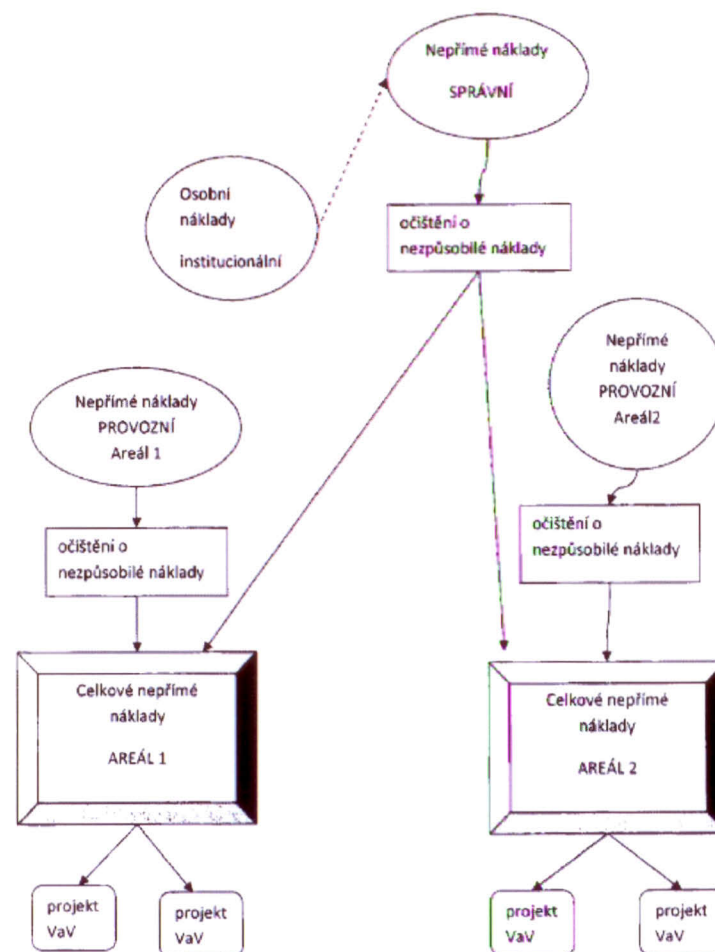 Nepřímé náklady
SPRÁVNÍ
Osobní
náklady
institucionální
očištění o
nezpůsobilé náklady
Nepřímé náklady
PROVOZNÍ
Areál 1
Nepřímé
náklady
PROVOZNÍ
Areál2
očištění o
nezpůsobilé náklady
očištění o
nezpůsobilé náklady
Celkové nepřímé
náklady
AREÁL 1
Celkové nepřímé
náklady
AREÁL 2
projekt
VaV
projekt
VaV
projekt
VaV
projekt
VaV